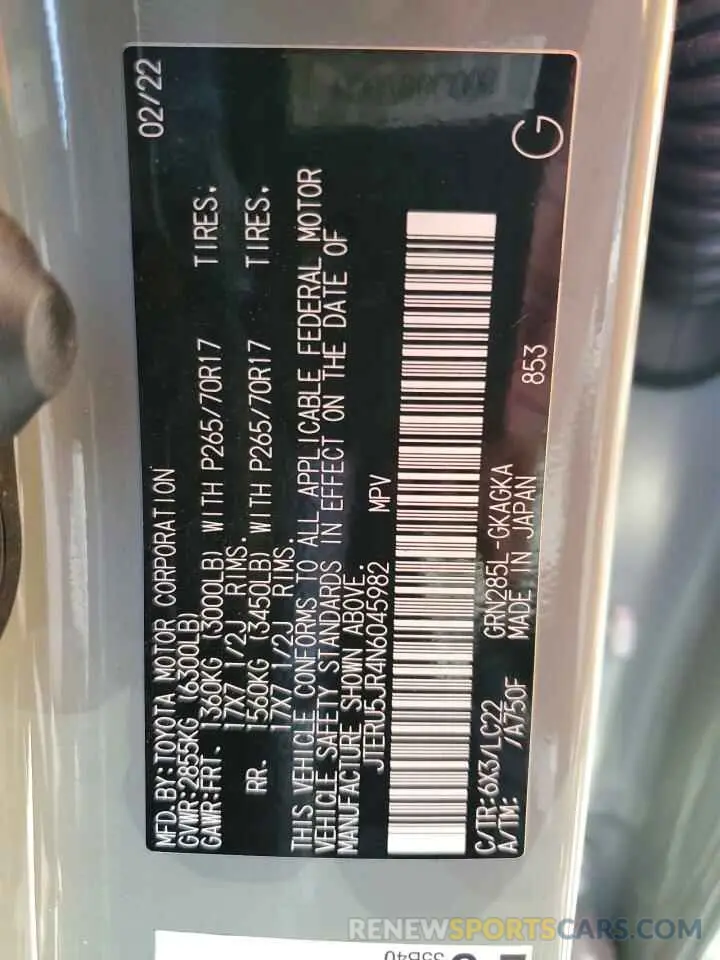 MFD.BY:TOYOTA MOTOR CORPORATION 02/22
GVWR:2855KG (6300LB)
GAWR:FRT. 1360KG (3000LB) WITH P265/70R17 TIRES,
17X7 1/2J RIMS.
RR. 1560KG (3450LB) WITH P265/70R17 TIRES,
17X7 1/2J RIMS.
THIS VEHICLE CONFORMS TO ALL APPLICABLE FEDERAL MOTOR
VEHICLE SAFETY STANDARDS IN EFFECT ON THE DATE OF
MANUFACTURE SHOWN ABOVE.
JTERU5JR4N6045982 MPV
C/TR:6X3/LC22 GRN285L-GKAGKA 853 G
A/TM: /A750F MADE IN JAPAN
35B40
RENEWSPORTSCARS.COM